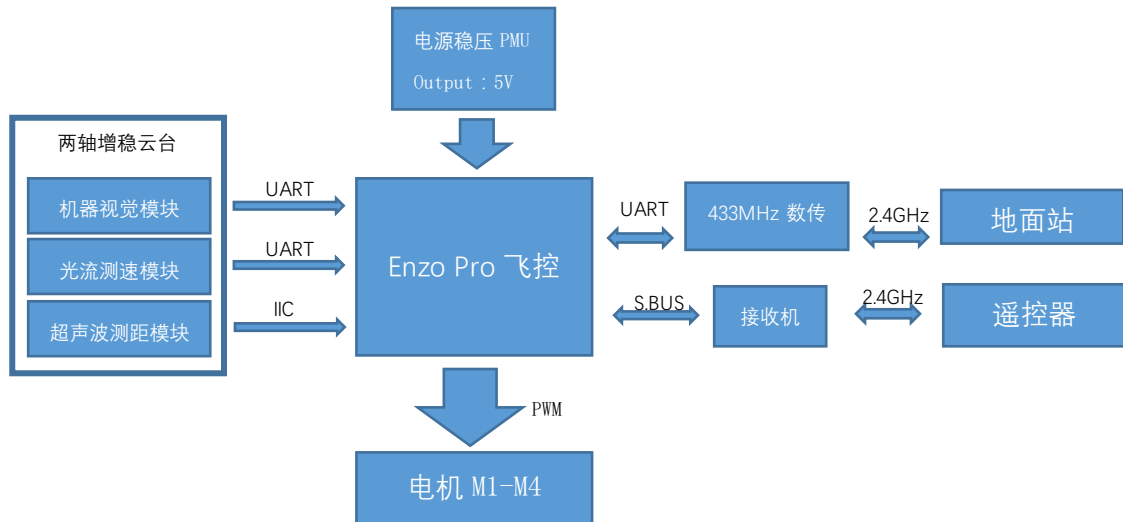 电源稳压 PMU
Output：5V
两轴增稳云台
机器视觉模块
光流测速模块
超声波测距模块
UART
UART
IIC
Enzo Pro 飞控
UART
433MHz 数传
2.4GHz
地面站
S.BUS
接收机
2.4GHz
遥控器
PWM
电机 M1-M4